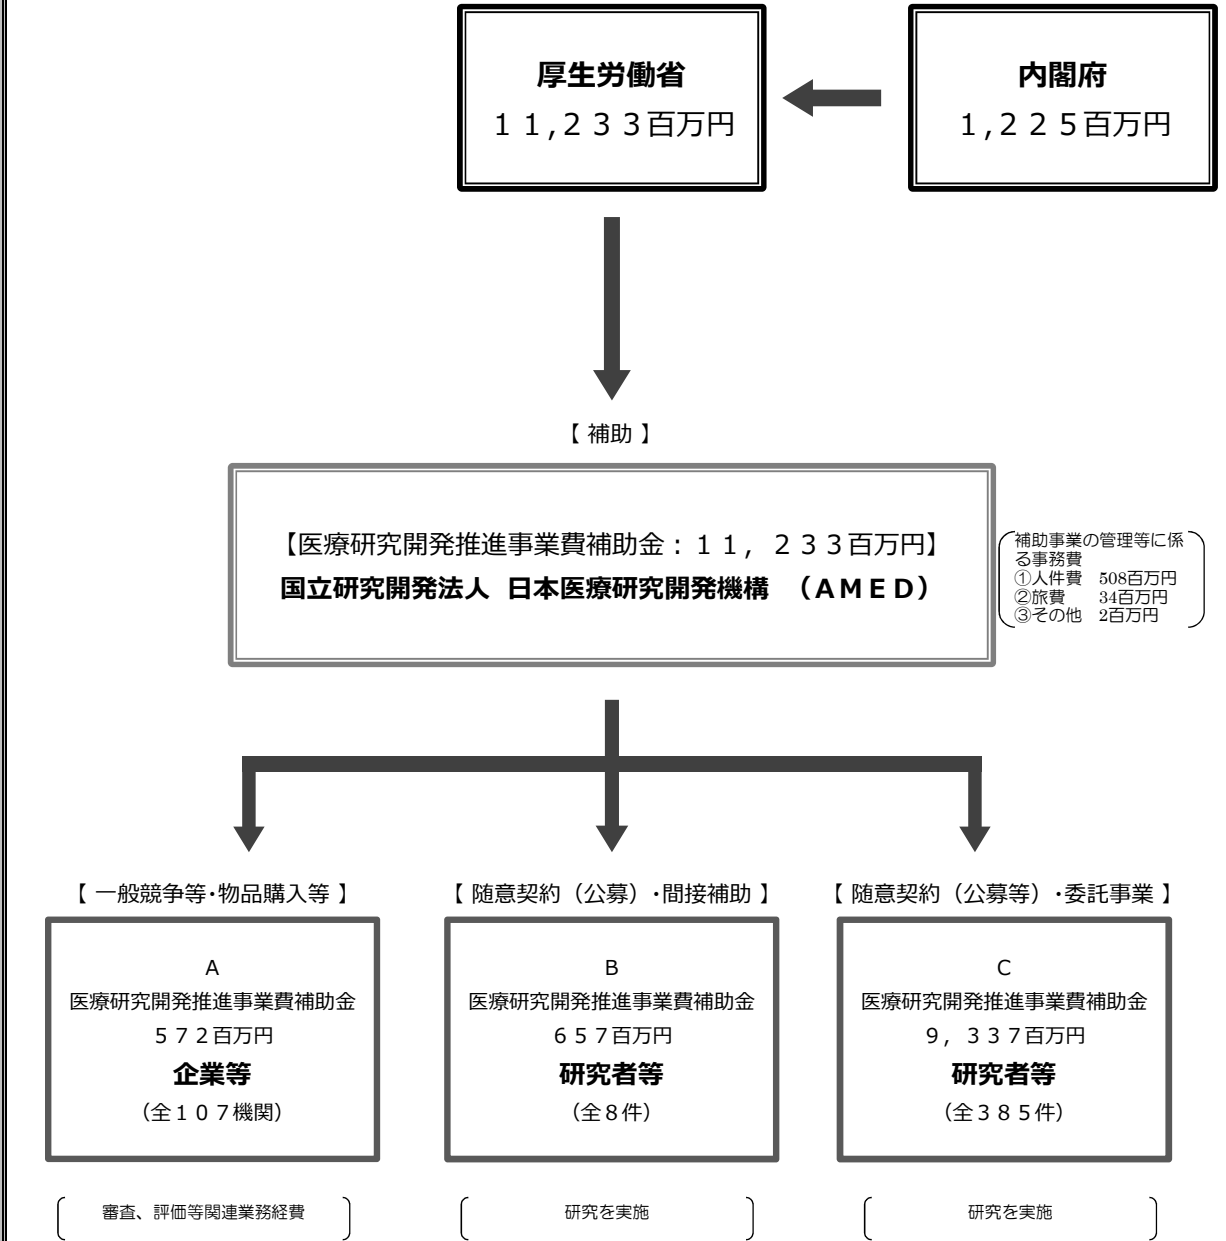 厚生労働省
１１,２３３百万円
内閣府
１,２２５百万円
【 補助 】
【医療研究開発推進事業費補助金：１１，２３３百万円】
国立研究開発法人 日本医療研究開発機構 （ＡＭＥＤ）
補助事業の管理等に係
る事務費
①人件費 508百万円
②旅費 34百万円
③その他 2百万円
【 一般競争等・物品購入等 】
A
医療研究開発推進事業費補助金
５７２百万円
企業等
（全１０７機関）
審査、評価等関連業務経費
【 随意契約（公募）・間接補助 】
B
医療研究開発推進事業費補助金
６５７百万円
研究者等
（全８件）
研究を実施
【 随意契約（公募等）・委託事業 】
C
医療研究開発推進事業費補助金
９，３３７百万円
研究者等
（全３８５件）
研究を実施